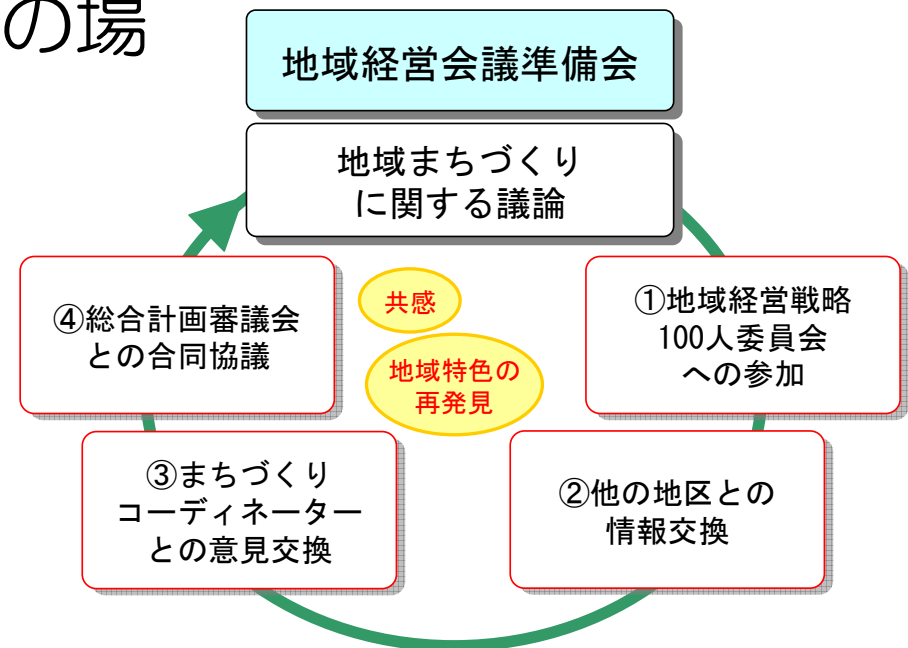 の場
地域経営会議準備会
地域まちづくり
に関する議論
①地域経営戦略
100人委員会
への参加
②他の地区との
情報交換
③まちづくり
コーディネーター
との意見交換
④総合計画審議会
との合同協議
共感
地域特色の
再発見